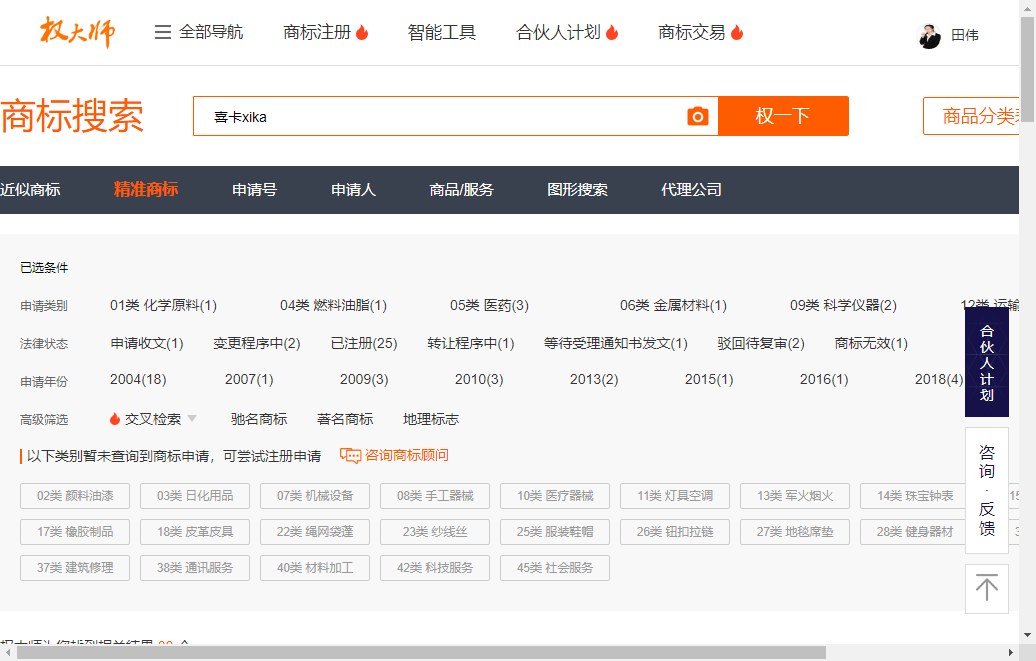 权大师 全部导航 商标注册 智能工具 合伙人计划 商标交易 田伟
商标搜索 喜卡xika 权一下 商品分类表
近似商标 精准商标 申请号 申请人 商品/服务 图形搜索 代理公司
已选条件
申请类别 01类 化学原料(1) 04类 燃料油脂(1) 05类 医药(3) 06类 金属材料(1) 09类 科学仪器(2) 12类 运输
法律状态 申请收文(1) 变更程序中(2) 已注册(25) 转让程序中(1) 等待受理通知书发文(1) 驳回待复审(2) 商标无效(1)
申请年份 2004(18) 2007(1) 2009(3) 2010(3) 2013(2) 2015(1) 2016(1) 2018(4)
高级筛选 交叉检索 驰名商标 著名商标 地理标志
以下类别暂未查询到商标申请，可尝试注册申请 咨询商标顾问
02类 颜料油漆 03类 日化用品 07类 机械设备 08类 手工器械 10类 医疗器械 11类 灯具空调 13类 军火烟火 14类 珠宝钟表 15
17类 橡胶制品 18类 皮革皮具 22类 绳网袋篷 23类 纱线丝 25类 服装鞋帽 26类 钮扣拉链 27类 地毯席垫 28类 健身器材
37类 建筑修理 38类 通讯服务 40类 材料加工 42类 科技服务 45类 社会服务
合伙人计划
咨询·反馈